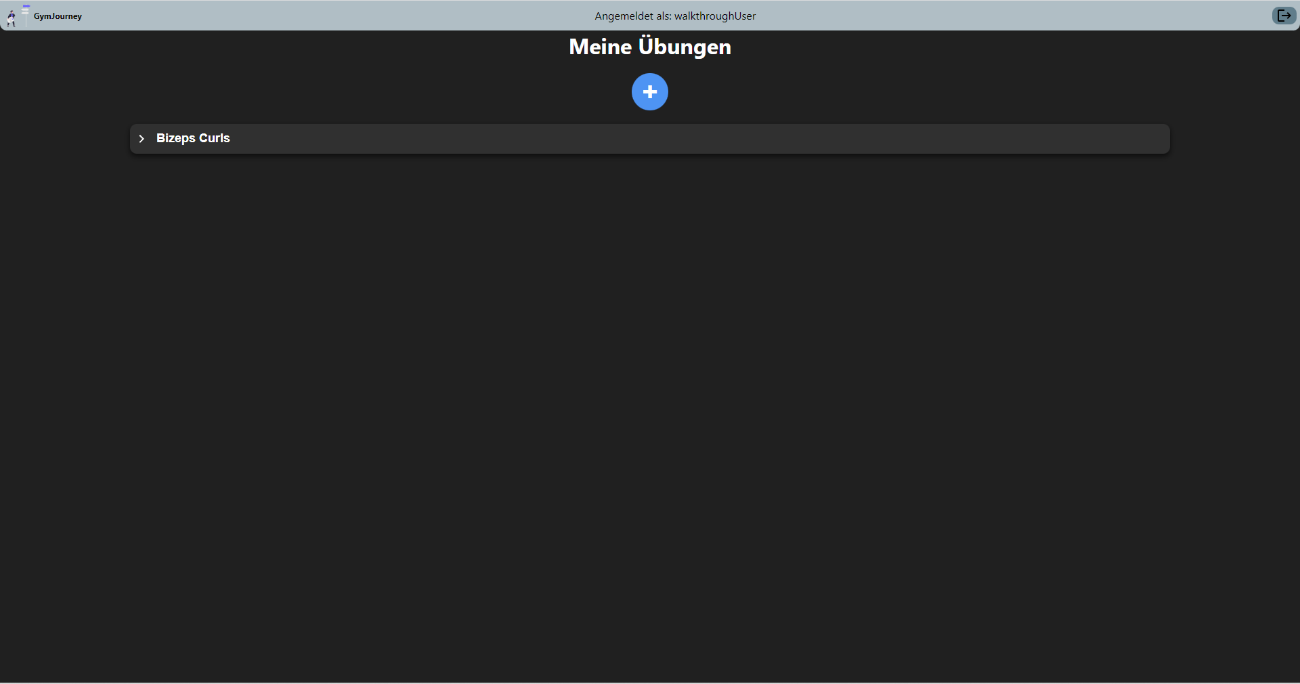 GymJourney
Angemeldet als: walkthroughUser
Meine Übungen
Bizeps Curls